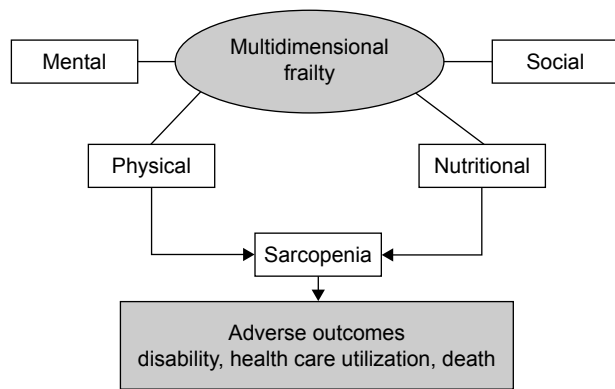 Multidimensional
frailty
Mental
Social
Physical
Nutritional
Sarcopenia
Adverse outcomes
disability, health care utilization, death